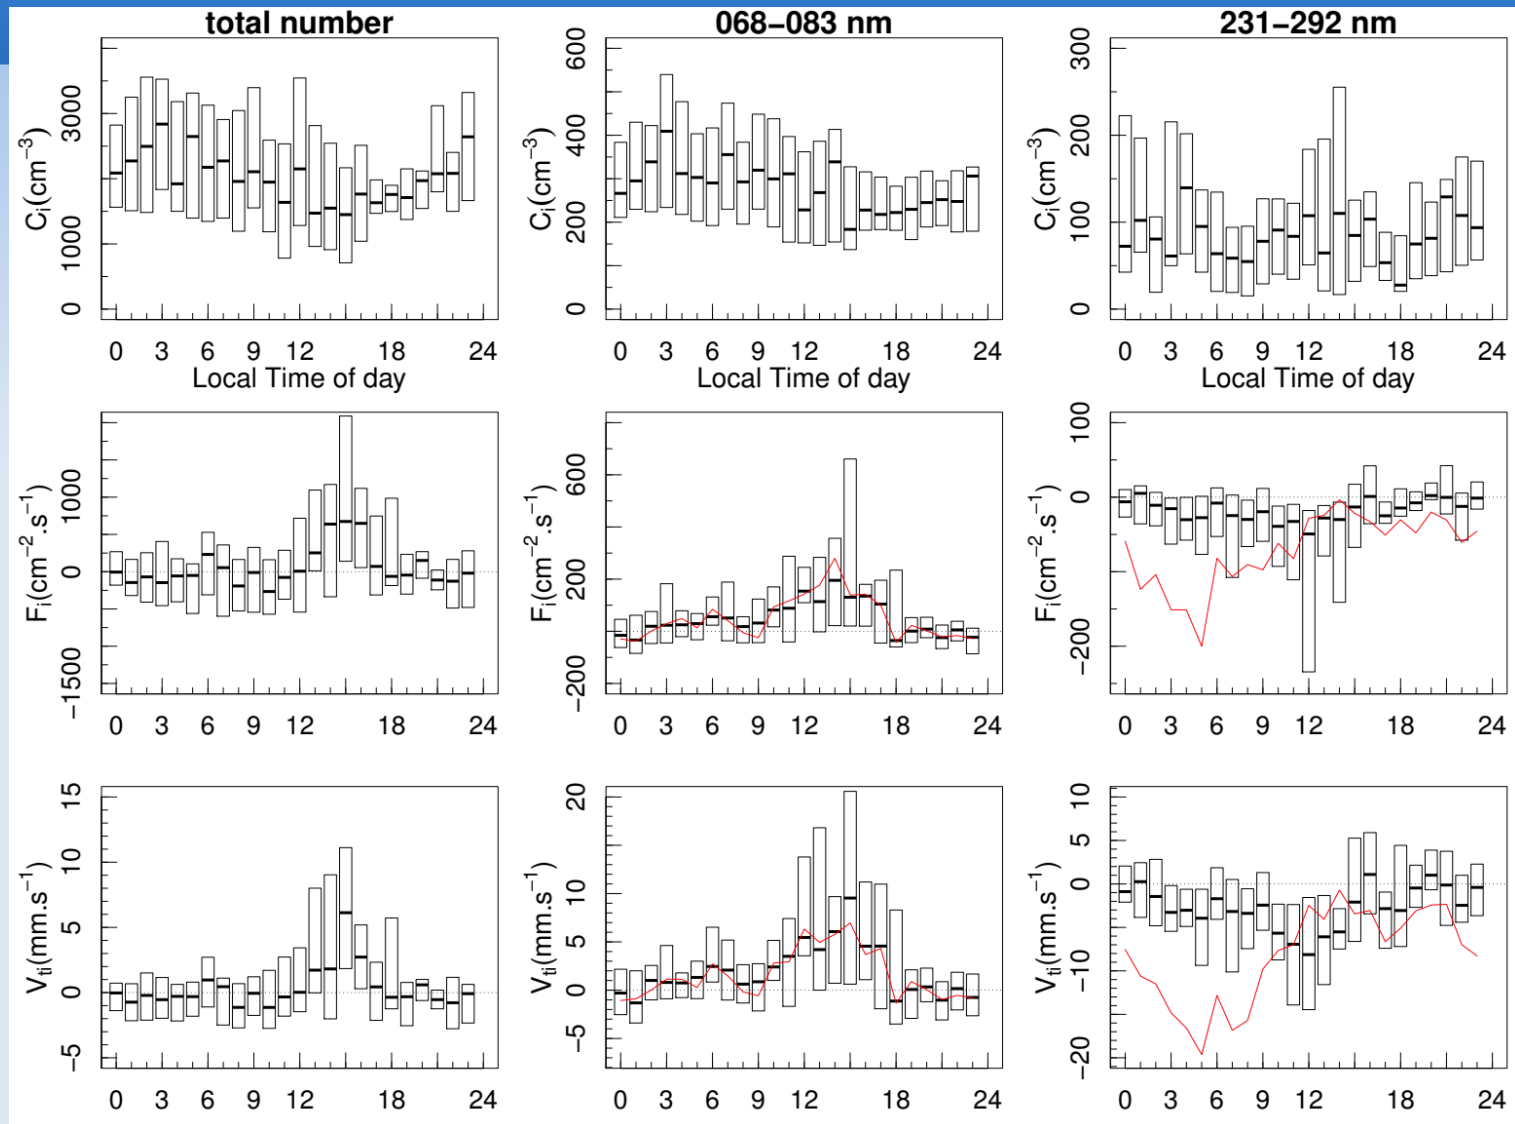 total number
068−083 nm
231−292 nm
Ci(cm−3)
0 1000 3000
0 3 6 9 12 18 24
Local Time of day
Ci(cm−3)
0 200 400 600
0 3 6 9 12 18 24
Local Time of day
Ci(cm−3)
0 100 200 300
0 3 6 9 12 18 24
Local Time of day
Fi(cm−2.s−1)
−1500 0 1000
0 3 6 9 12 18 24
Fi(cm−2.s−1)
−200 200 600
0 3 6 9 12 18 24
Fi(cm−2.s−1)
−200 0 100
0 3 6 9 12 18 24
Vti(mm.s−1)
−5 0 5 10 15
0 3 6 9 12 18 24
Vti(mm.s−1)
−5 0 5 10 20
0 3 6 9 12 18 24
Vti(mm.s−1)
−20 −10 0 5 10
0 3 6 9 12 18 24